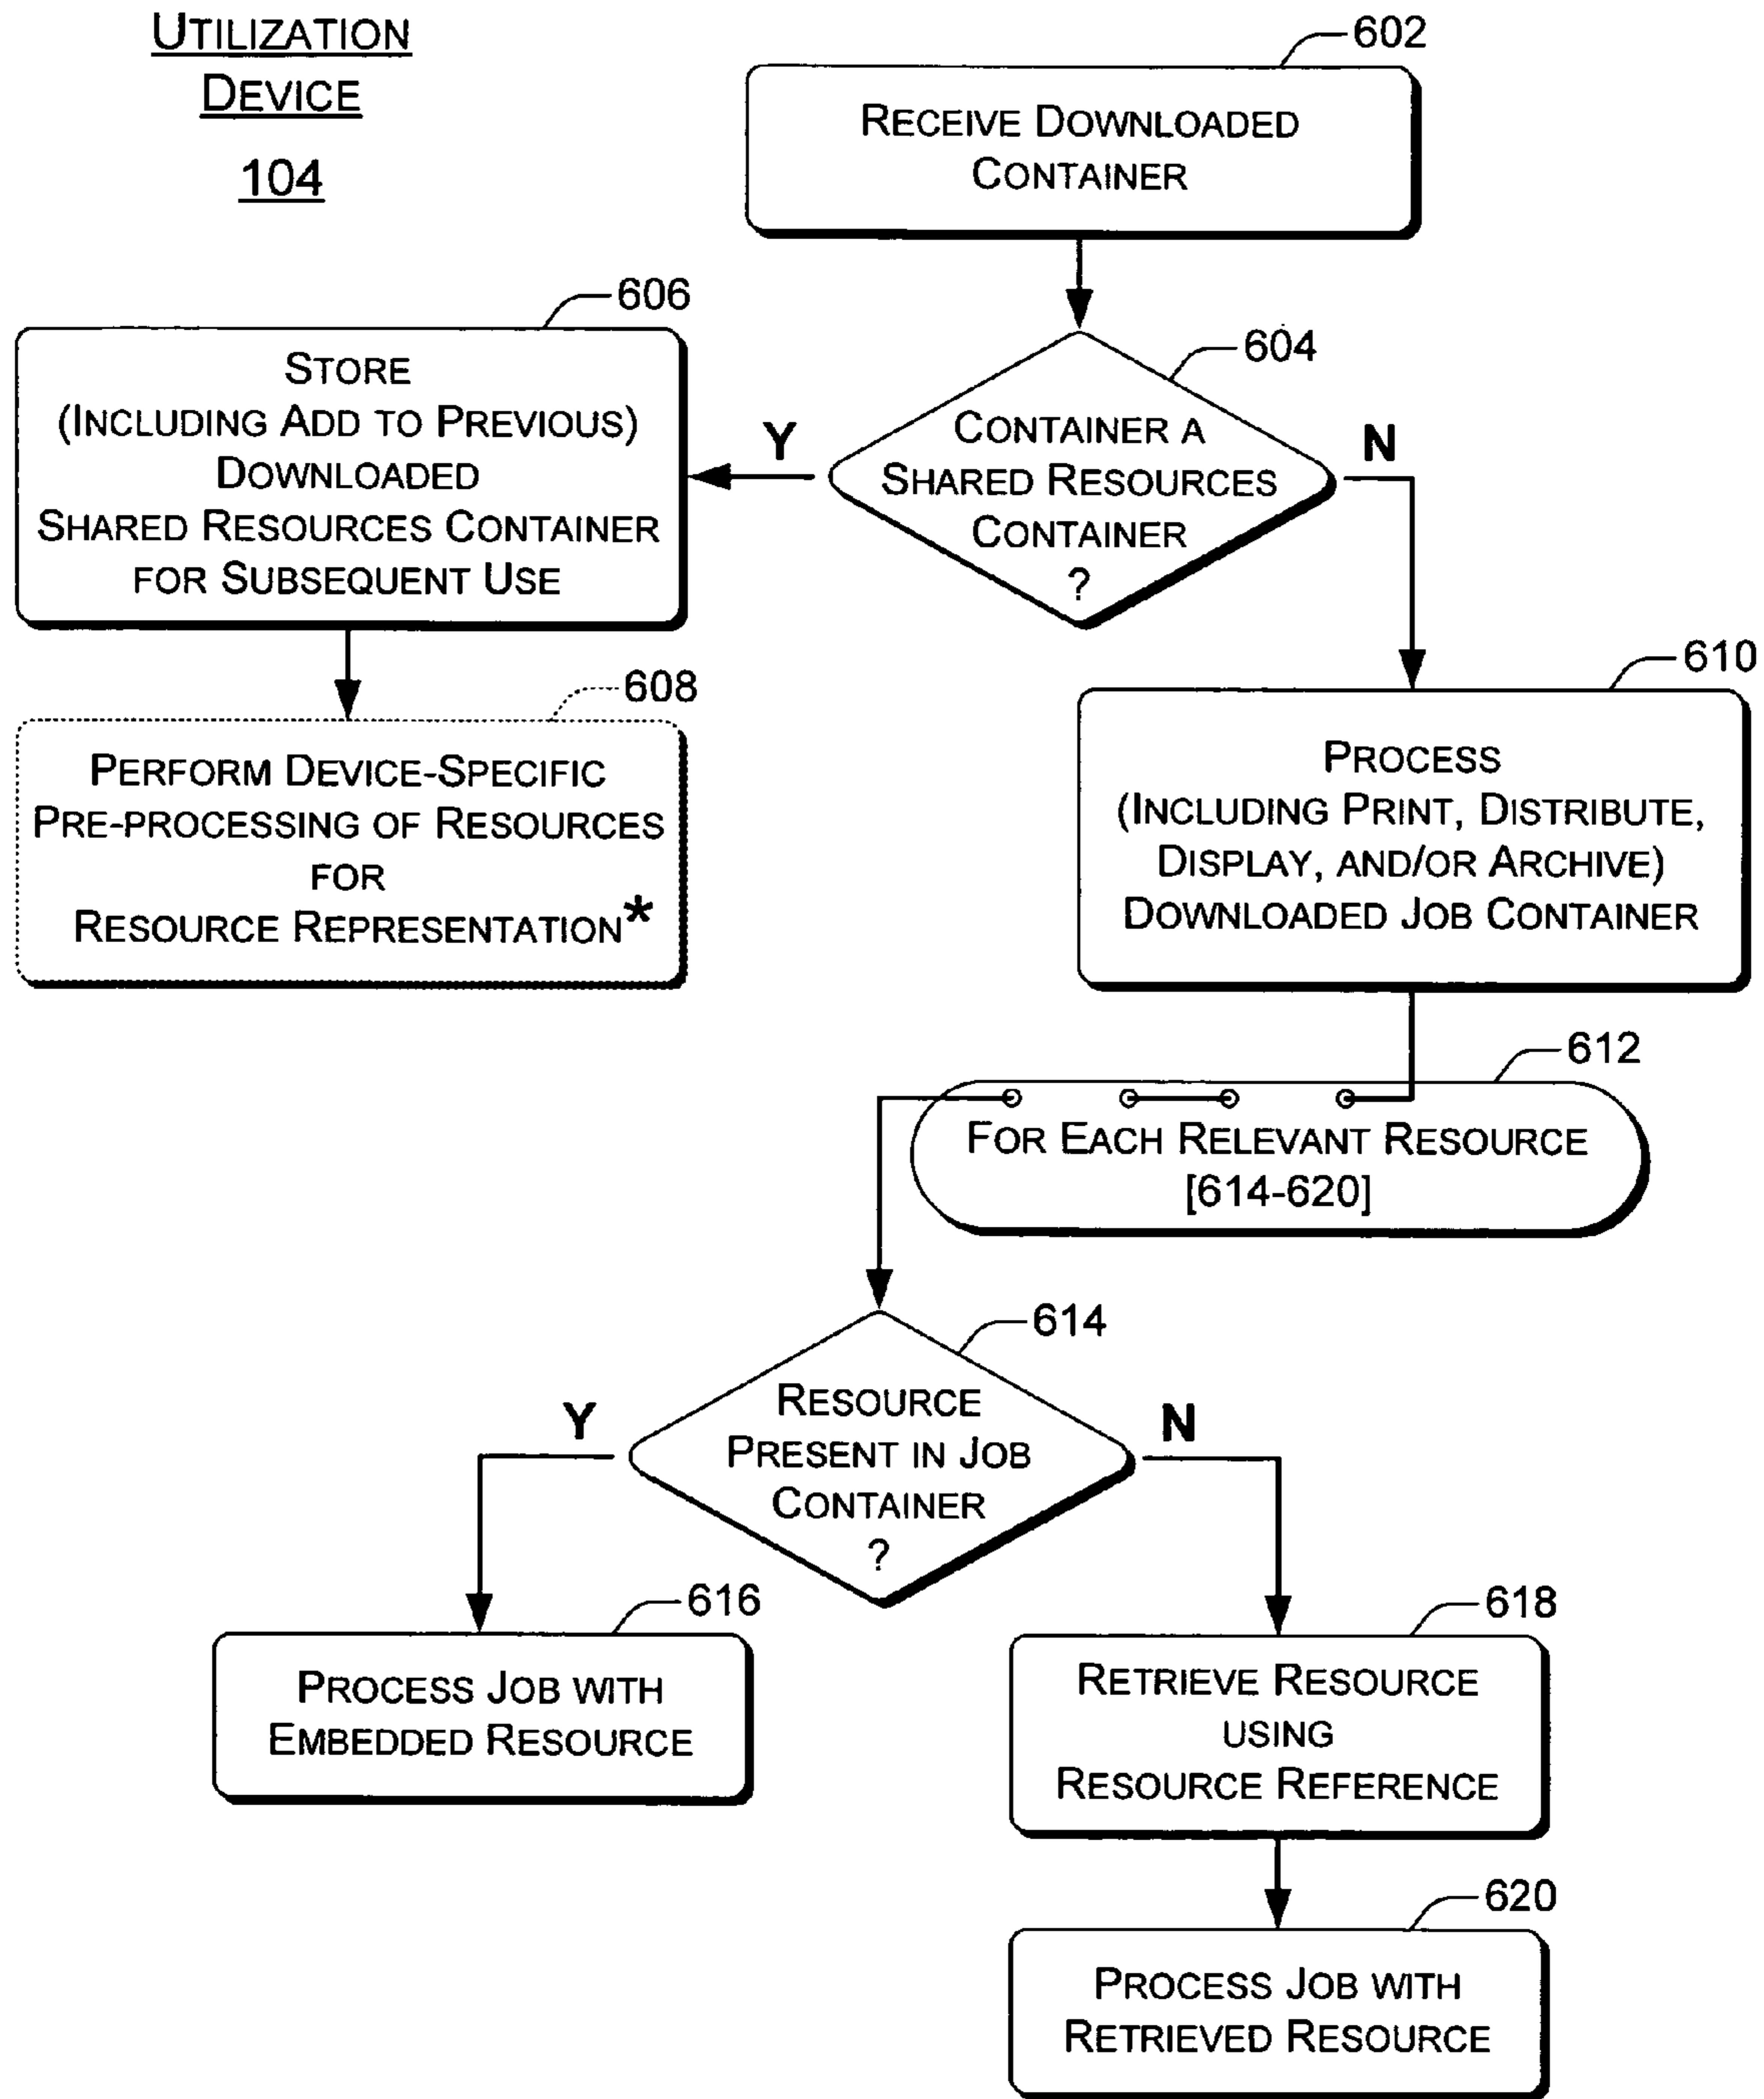 UTILIZATION
DEVICE
104
602
RECEIVE DOWNLOADED
CONTAINER
604
CONTAINER A
SHARED RESOURCES
CONTAINER
?
Y
N
606
STORE
(INCLUDING ADD TO PREVIOUS)
DOWNLOADED
SHARED RESOURCES CONTAINER
FOR SUBSEQUENT USE
608
PERFORM DEVICE-SPECIFIC
PRE-PROCESSING OF RESOURCES
FOR
RESOURCE REPRESENTATION*
610
PROCESS
(INCLUDING PRINT, DISTRIBUTE,
DISPLAY, AND/OR ARCHIVE)
DOWNLOADED JOB CONTAINER
612
FOR EACH RELEVANT RESOURCE
[614-620]
614
RESOURCE
PRESENT IN JOB
CONTAINER
?
Y
N
616
PROCESS JOB WITH
EMBEDDED RESOURCE
618
RETRIEVE RESOURCE
USING
RESOURCE REFERENCE
620
PROCESS JOB WITH
RETRIEVED RESOURCE